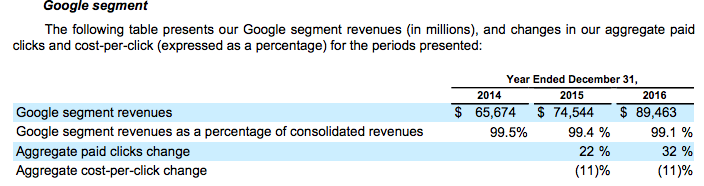 Google segment
The following table presents our Google segment revenues (in millions), and changes in our aggregate paid
clicks and cost-per-click (expressed as a percentage) for the periods presented:
Year Ended December 31,
2014 2015 2016
Google segment revenues $ 65,674 $ 74,544 $ 89,463
Google segment revenues as a percentage of consolidated revenues 99.5% 99.4 % 99.1 %
Aggregate paid clicks change 22 % 32 %
Aggregate cost-per-click change (11)% (11)%